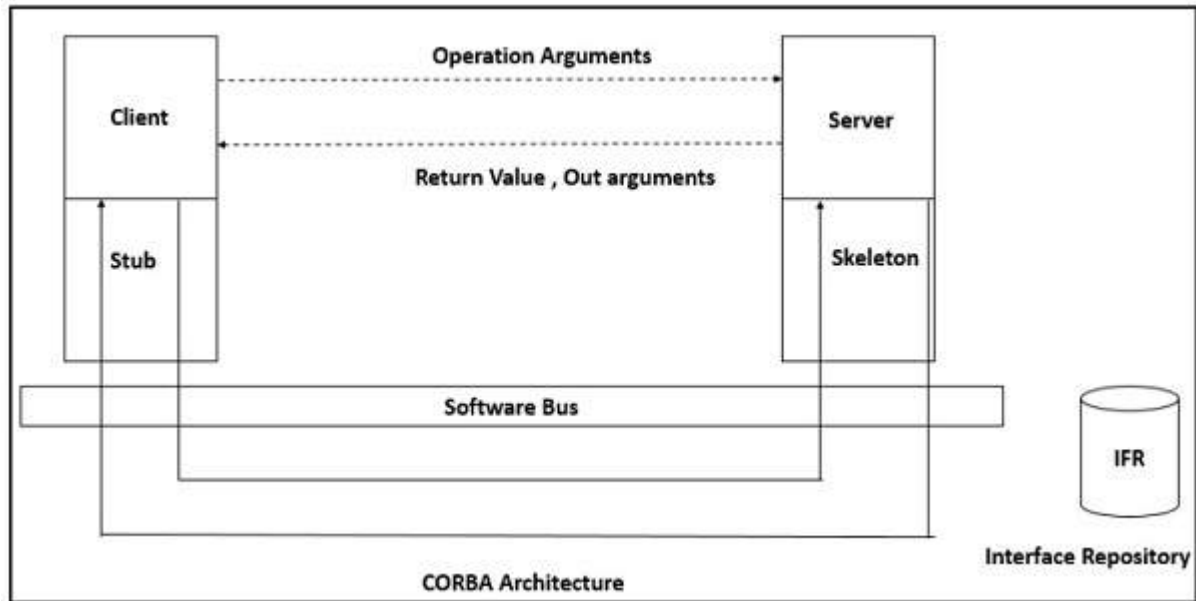 Operation Arguments
Client
Server
Return Value , Out arguments
Stub
Skeleton
Software Bus
IFR
Interface Repository
CORBA Architecture